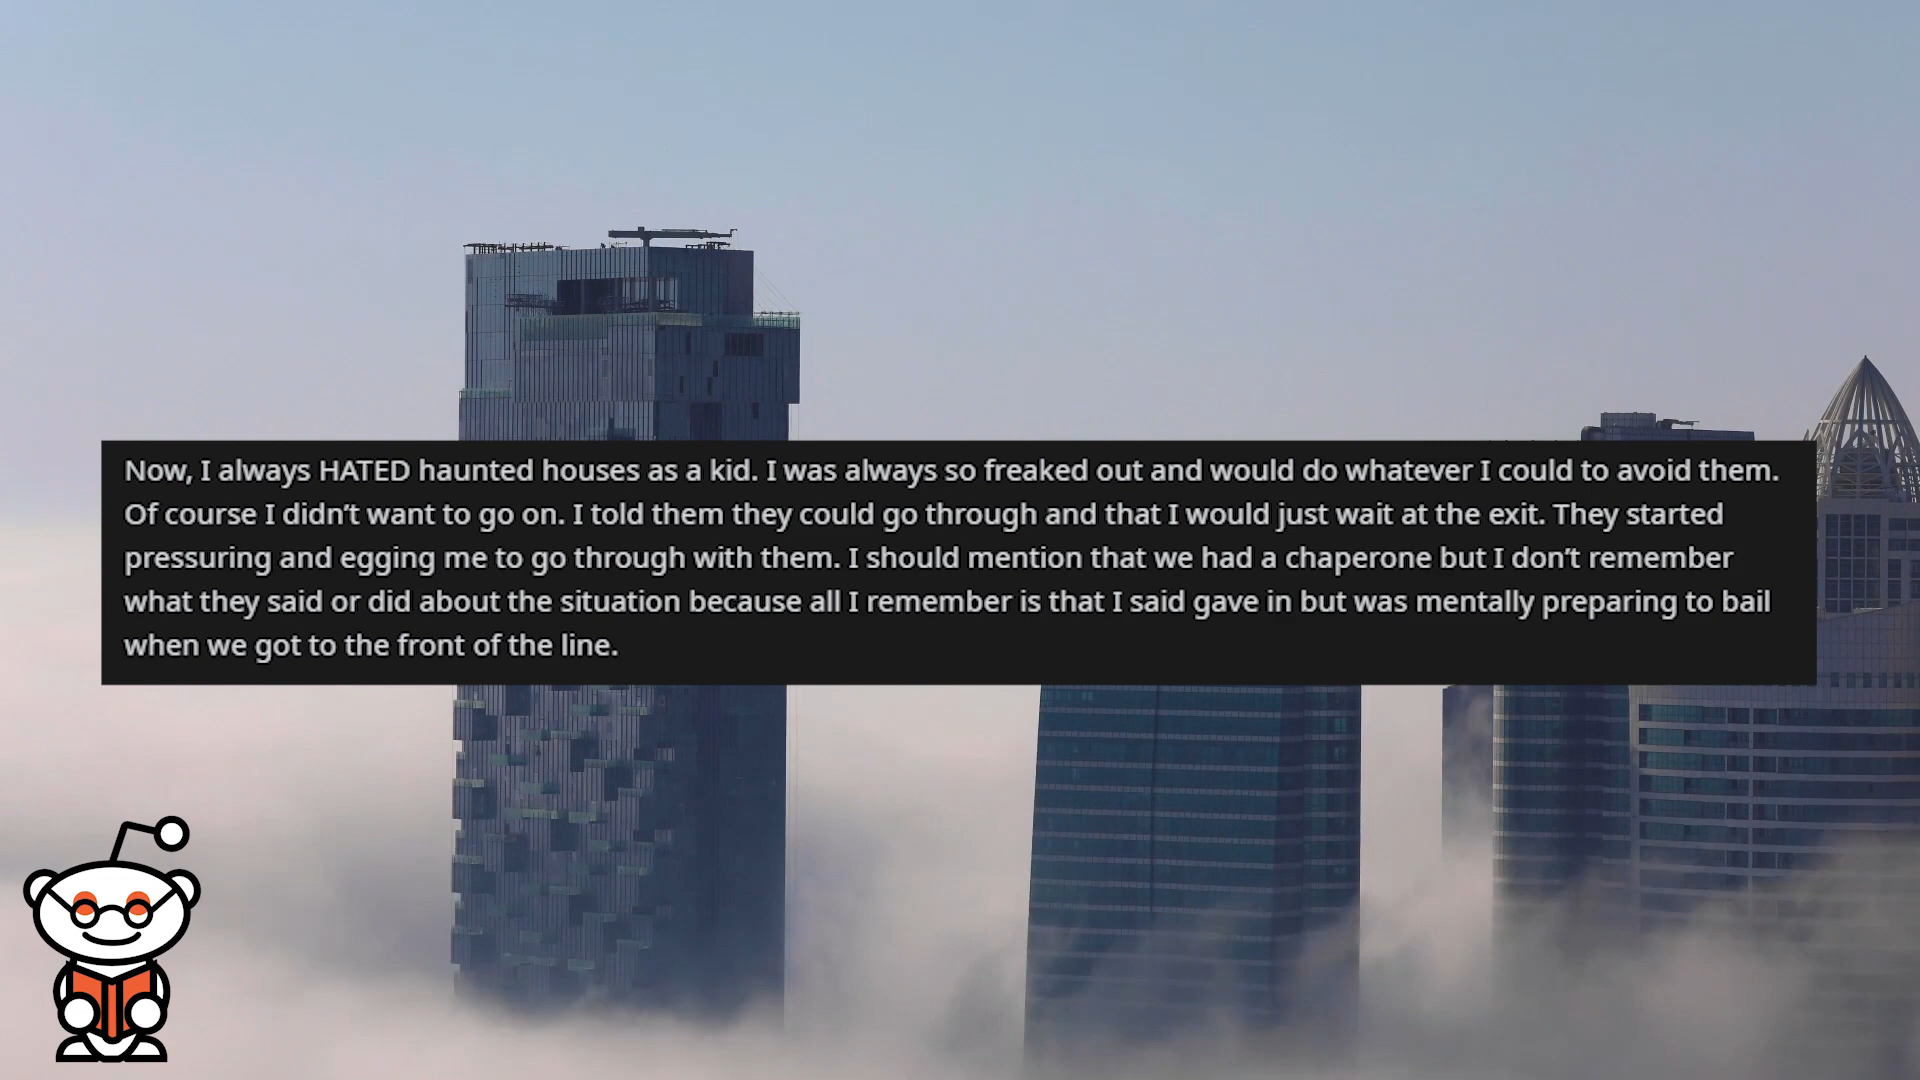 Now, I always HATED haunted houses as a kid. I was always so freaked out and would do whatever I could to avoid them.
Of course I didn’t want to go on. I told them they could go through and that I would just wait at the exit. They started
pressuring and egging me to go through with them. I should mention that we had a chaperone but I don’t remember
what they said or did about the situation because all I remember is that I said gave in but was mentally preparing to bail
when we got to the front of the line.